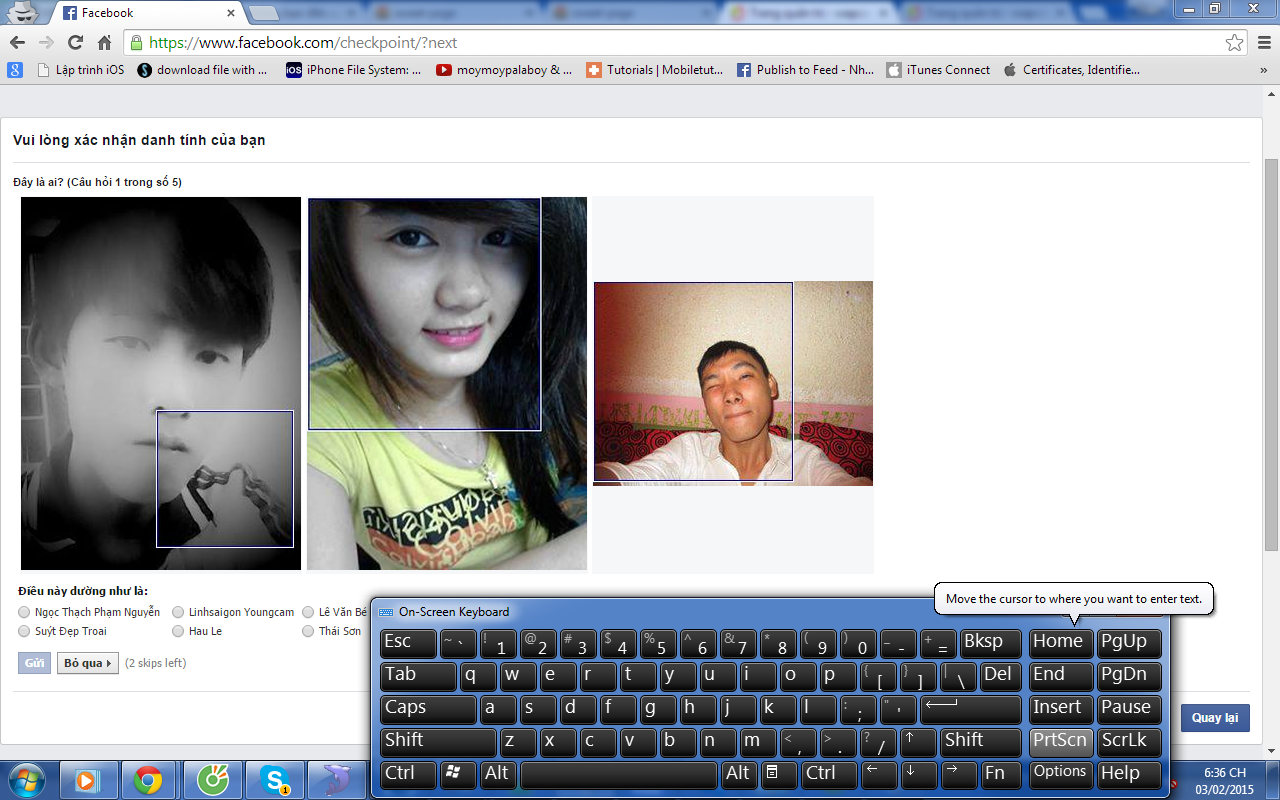 Facebook
https://www.facebook.com/checkpoint/?next
Lập trình iOS
download file with ...
iOS
iPhone File System: ...
moymoypalaboy & ...
Tutorials | Mobiletut...
Publish to Feed - Nh...
iTunes Connect
Certificates, Identifie...
»
Vui lòng xác nhận danh tính của bạn
Đây là ai? (Câu hỏi 1 trong số 5)
Điều này dường như là:
Ngọc Thạch Phạm Nguyễn Linhsaigon Youngcam Lê Văn Bé
Suýt Đẹp Troai Hau Le Thái Sơn
Gửi Bỏ qua (2 skips left)
Quay lại
Move the cursor to where you want to enter text.
On-Screen Keyboard
Esc ~ ` ! 1 @ 2 # 3 $ 4 % 5 ^ 6 & 7 * 8 ( 9 ) 0 _ - + = Bksp Home PgUp
Tab q w e r t y u i o p { [ } ] | \ Del End PgDn
Caps a s d f g h j k l : ; " ' Insert Pause
Shift z x c v b n m < , > . ? / ↑ Shift PrtScn ScrLk
Ctrl Alt Alt Ctrl ← ↓ → Fn Options Help
6:36 CH
03/02/2015